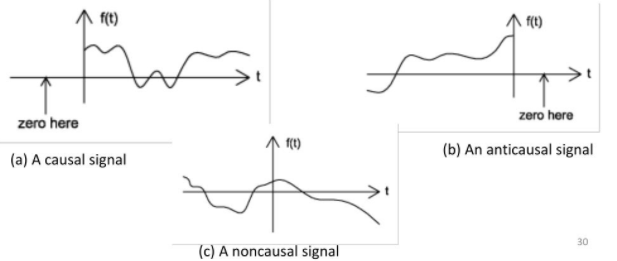 f(t)
t
zero here
(a) A causal signal
f(t)
t
zero here
(b) An anticausal signal
f(t)
t
(c) A noncausal signal
30